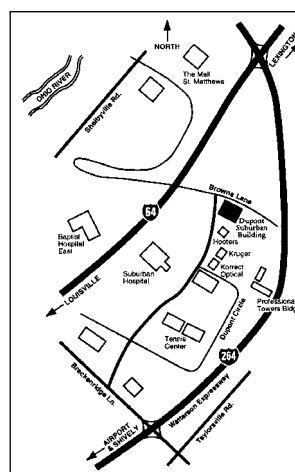 NORTH
LEXINGTON
OHIO RIVER
The Mall
St. Matthews
Shelbyville Rd.
Browns Lane
64
Dupont
Suburban
Building
Baptist
Hospital
East
Hooters
Kruger
Suburban
Hospital
Korrect
Optical
LOUISVILLE
Professional
Towers Bldg
Dupont Circle
Tennis
Center
264
Breckenridge Ln.
Watterson Expressway
AIRPORT
& SHIVELY
Taylorsville Rd.